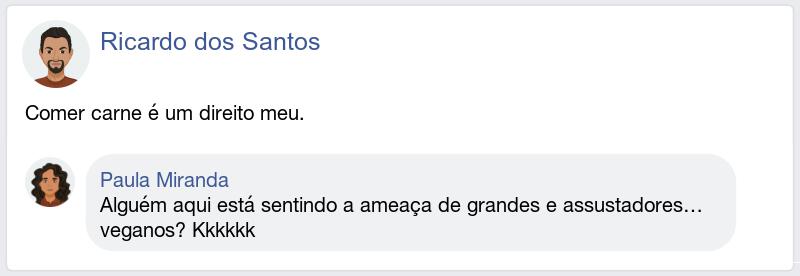 Ricardo dos Santos
Comer carne é um direito meu.
Paula Miranda
Alguém aqui está sentindo a ameaça de grandes e assustadores…
veganos? Kkkkkk